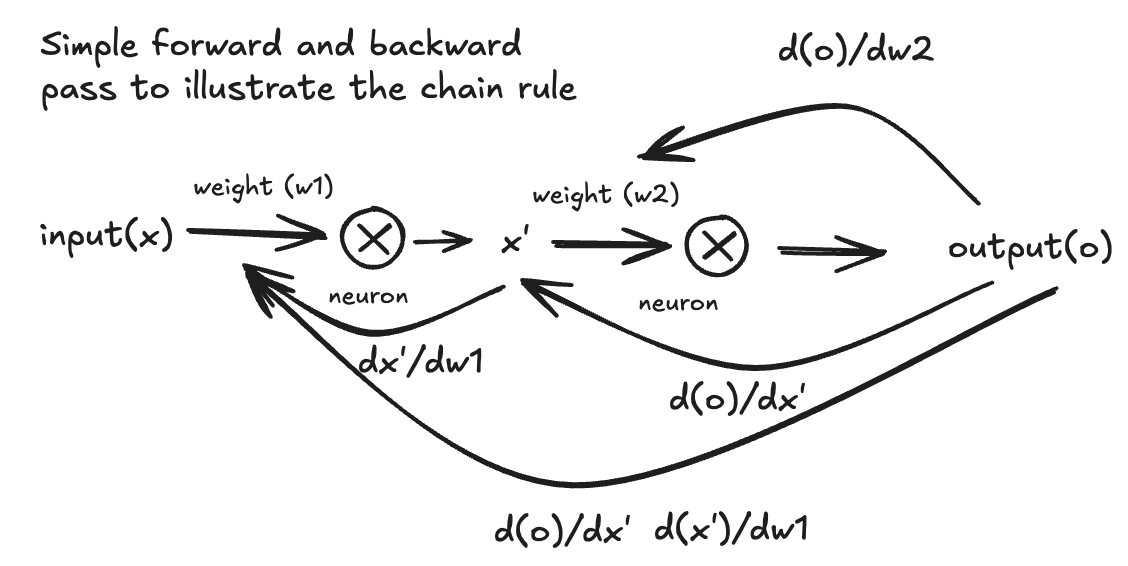 Simple forward and backward
pass to illustrate the chain rule
d(o)/dw2
weight (w1)
weight (w2)
input(x)
x'
output(o)
neuron
neuron
dx'/dw1
d(o)/dx'
d(o)/dx' d(x')/dw1